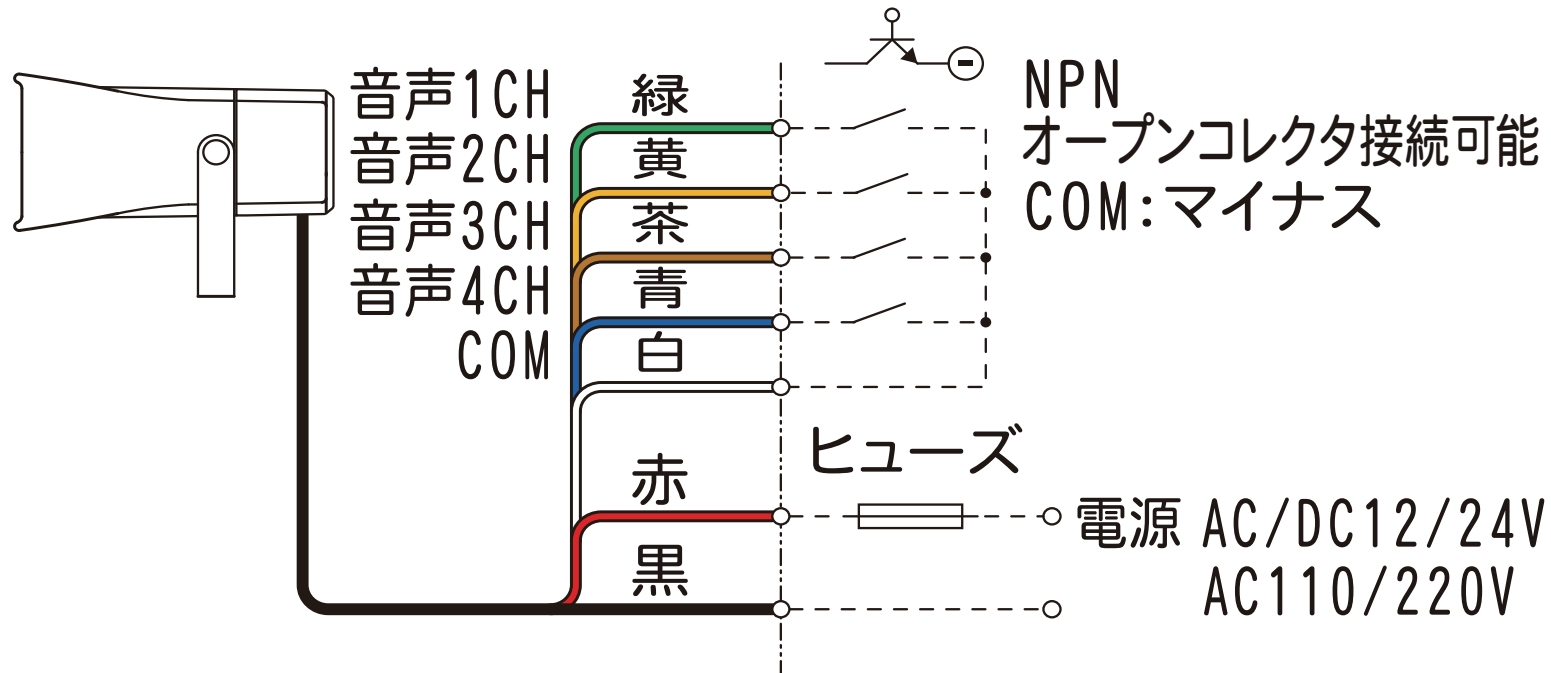 音声1CH 緑
音声2CH 黄
音声3CH 茶
音声4CH 青
COM 白
赤
黒
NPN
オープンコレクタ接続可能
COM:マイナス
ヒューズ
電源 AC/DC12/24V
AC110/220V